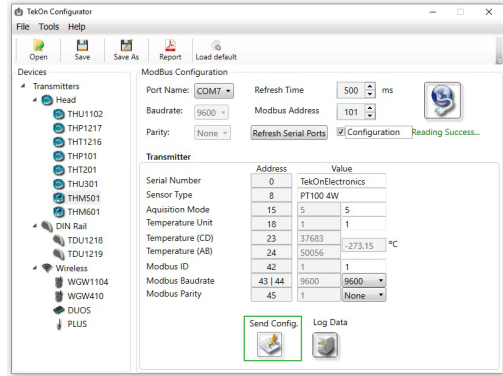 TekOn Configurator
File Tools Help
Open Save Save As Report Load default
Devices
Transmitters
Head
THU1102
THP1217
THT1216
THP101
THT201
THU301
THM501
THM601
DIN Rail
TDU1218
TDU1219
Wireless
WGW1104
WGW410
DUOS
PLUS
ModBus Configuration
Port Name: COM7 Refresh Time 500 ms
Baudrate: 9600 Modbus Address 101
Parity: None Refresh Serial Ports Configuration Reading Success...
Transmitter
Address Value
Serial Number 0 TekOnElectronics
Sensor Type 8 PT100 4W
Aquisition Mode 15 5 5
Temperature Unit 18 1 1
Temperature (CD) 23 37683
Temperature (AB) 24 50056 -273.15 ºC
Modbus ID 42 1 1
Modbus Baudrate 43 | 44 9600 9600
Modbus Parity 45 1 None
Send Config. Log Data